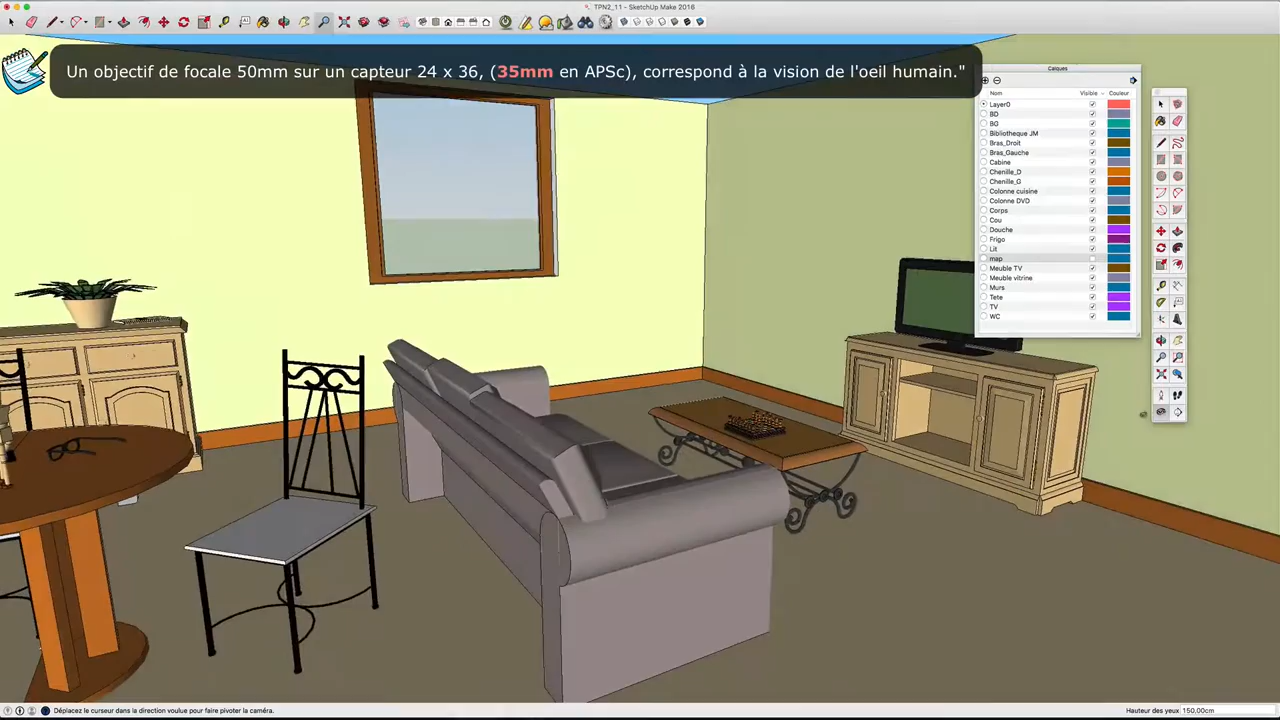 TPN2_11 - SketchUp Make 2016
Un objectif de focale 50mm sur un capteur 24 x 36, (35mm en APSc), correspond à la vision de l'oeil humain."
Calques
Nom Visible Couleur
Layer0
BD
BG
Bibliotheque JM
Bras_Droit
Bras_Gauche
Cabine
Chenille_D
Chenille_G
Colonne cuisine
Colonne DVD
Corps
Cou
Douche
Frigo
Lit
map
Meuble TV
Meuble vitrine
Murs
Tete
TV
WC
Déplacez le curseur dans la direction voulue pour faire pivoter la caméra.
Hauteur des yeux 150,00cm